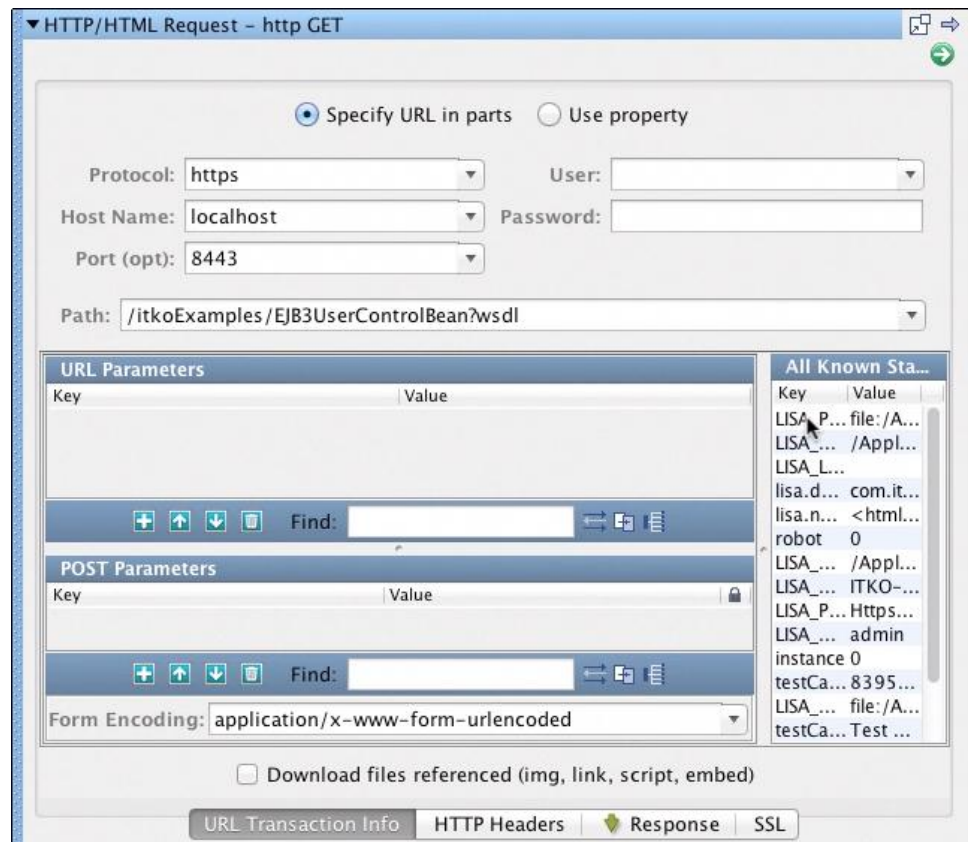 HTTP/HTML Request – http GET
Specify URL in parts Use property
Protocol: https User:
Host Name: localhost Password:
Port (opt): 8443
Path: /itkoExamples/EJB3UserControlBean?wsdl
URL Parameters
Key Value
Find:
POST Parameters
Key Value
Find:
Form Encoding: application/x-www-form-urlencoded
All Known Sta...
Key Value
LISA_P... file:/A...
LISA_... /Appl...
LISA_L...
lisa.d... com.it...
lisa.n... <html...
robot 0
LISA_... /Appl...
LISA_... ITKO-...
LISA_P... Https...
LISA_... admin
instance 0
testCa... 8395...
LISA_... file:/A...
testCa... Test ...
Download files referenced (img, link, script, embed)
URL Transaction Info HTTP Headers Response SSL